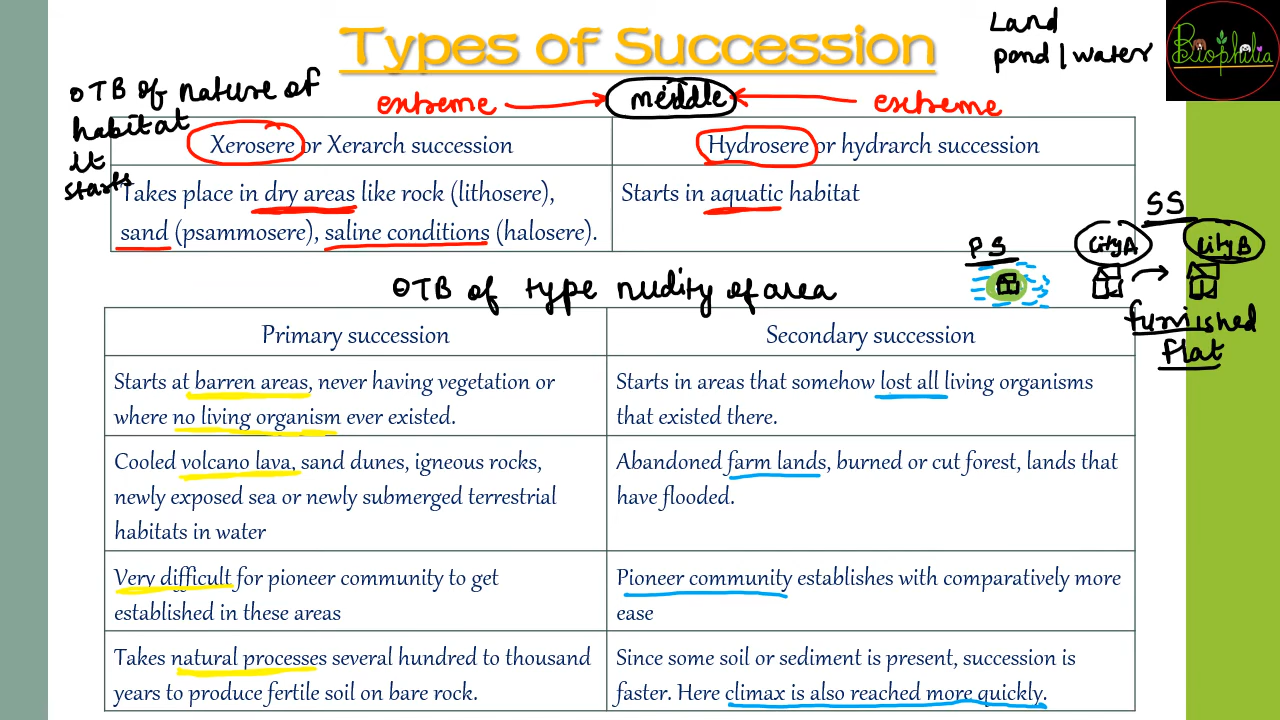 Types of Succession
Land
pond / water
Biophilia
OTB of nature of
habitat
it
starts
extreme
middle
extreme
Xerosere or Xerarch succession
Hydrosere or hydrarch succession
Takes place in dry areas like rock (lithosere),
sand (psammosere), saline conditions (halosere).
Starts in aquatic habitat
SS
PS
City A
City B
furnished
flat
OTB of type nudity of area
Primary succession
Secondary succession
Starts at barren areas, never having vegetation or
where no living organism ever existed.
Starts in areas that somehow lost all living organisms
that existed there.
Cooled volcano lava, sand dunes, igneous rocks,
newly exposed sea or newly submerged terrestrial
habitats in water
Abandoned farm lands, burned or cut forest, lands that
have flooded.
Very difficult for pioneer community to get
established in these areas
Pioneer community establishes with comparatively more
ease
Takes natural processes several hundred to thousand
years to produce fertile soil on bare rock.
Since some soil or sediment is present, succession is
faster. Here climax is also reached more quickly.